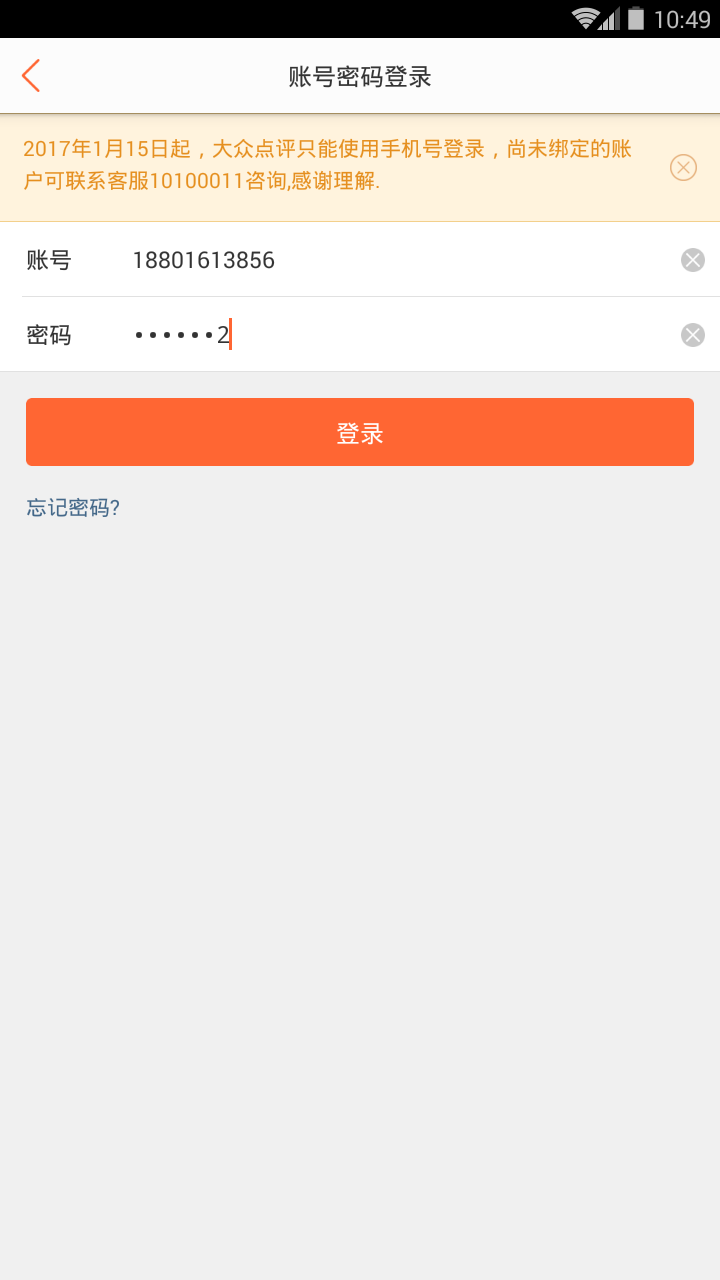 10:49
账号密码登录
2017年1月15日起，大众点评只能使用手机号登录，尚未绑定的账
户可联系客服10100011咨询,感谢理解.
账号 18801613856
密码 ••••••2
登录
忘记密码?